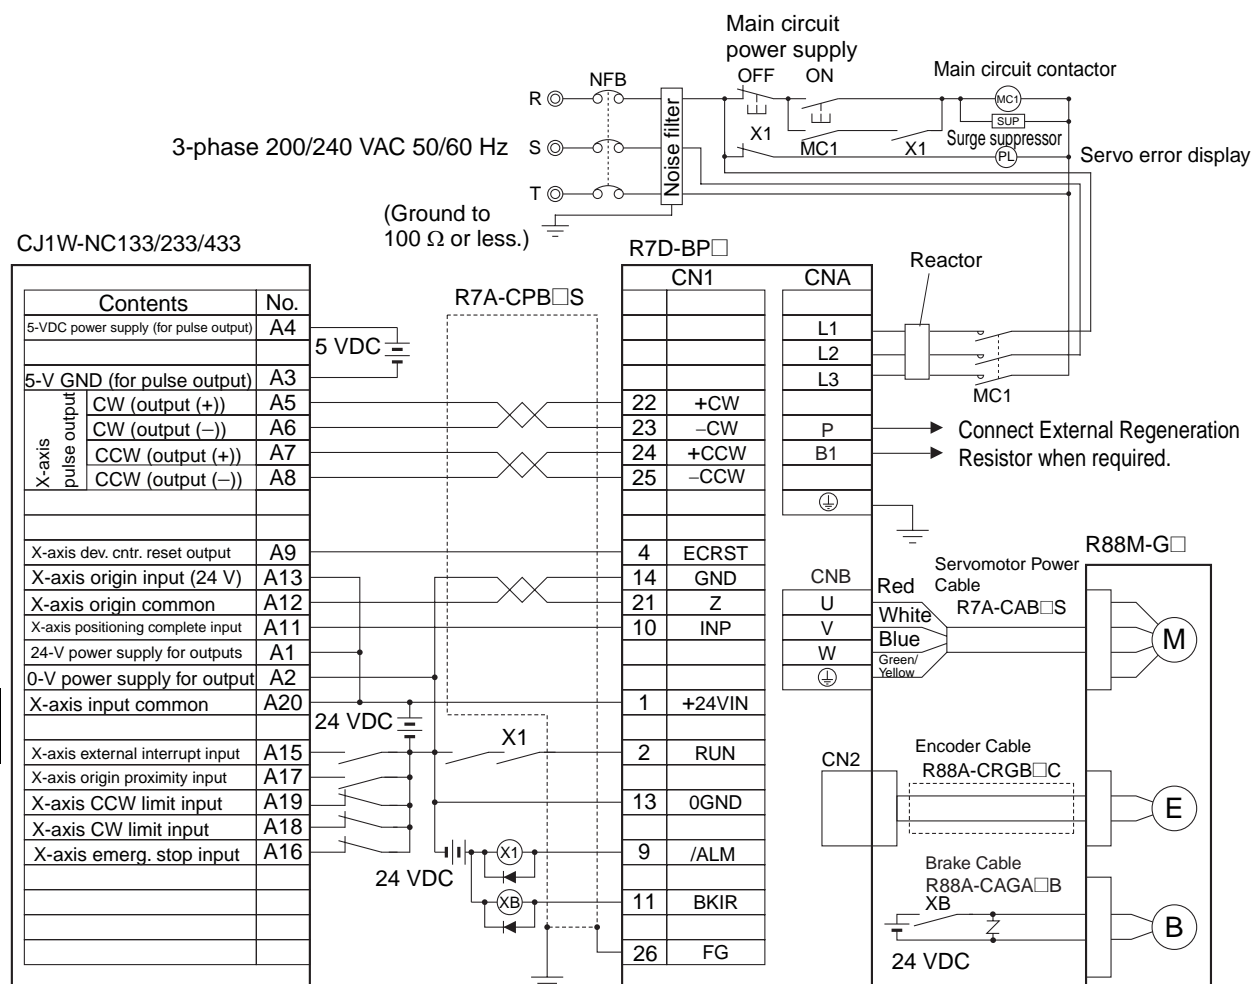 Main circuit
power supply
OFF ON
Main circuit contactor
NFB
R
MC1
SUP
Surge suppressor
X1
MC1
X1
PL
Servo error display
3-phase 200/240 VAC 50/60 Hz
S
T
Noise filter
(Ground to
100 Ω or less.)
CJ1W-NC133/233/433
R7D-BP□
Reactor
CN1
CNA
Contents No.
R7A-CPB□S
5-VDC power supply (for pulse output) A4
5 VDC
L1
L2
5-V GND (for pulse output) A3
L3
MC1
X-axis
pulse output
CW (output (+)) A5
22 +CW
CW (output (−)) A6
23 −CW
P
Connect External Regeneration
CCW (output (+)) A7
24 +CCW
B1
Resistor when required.
CCW (output (−)) A8
25 −CCW
R88M-G□
X-axis dev. cntr. reset output A9
4 ECRST
Servomotor Power
Cable
R7A-CAB□S
X-axis origin input (24 V) A13
14 GND
CNB
Red
X-axis origin common A12
21 Z
U
White
X-axis positioning complete input A11
10 INP
V
Blue
M
24-V power supply for outputs A1
W
Green/
Yellow
0-V power supply for output A2
X-axis input common A20
1 +24VIN
24 VDC
X1
X-axis external interrupt input A15
2 RUN
CN2
Encoder Cable
R88A-CRGB□C
X-axis origin proximity input A17
X-axis CCW limit input A19
13 0GND
E
X-axis CW limit input A18
X-axis emerg. stop input A16
24 VDC
X1
9 /ALM
Brake Cable
R88A-CAGA□B
XB
XB
11 BKIR
B
24 VDC
26 FG